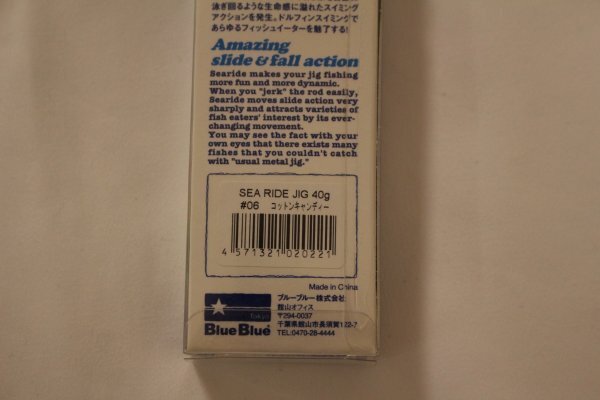 泳ぎ回るような生命感に溢れたスイミング
アクションを発生。ドルフィンスイミングで
あらゆるフィッシュイーターを魅了する!
Amazing
slide & fall action
Searide makes your jig fishing
more fun and more dynamic.
When you "jerk" the rod easily,
Searide moves slide action very
sharply and attracts varieties of
fish eaters' interest by its ever-
changing movement.
You may see the fact with your
own eyes that there exists many
fishes that you couldn't catch
with "usual metal jig."
SEA RIDE JIG 40g
#06 コットンキャンディー
4 571321 020221
Made in China
ブルーブルー株式会社
館山オフィス
〒294-0037
千葉県館山市長須賀122-7
TEL:0470-28-4444
Tokyo
BlueBlue